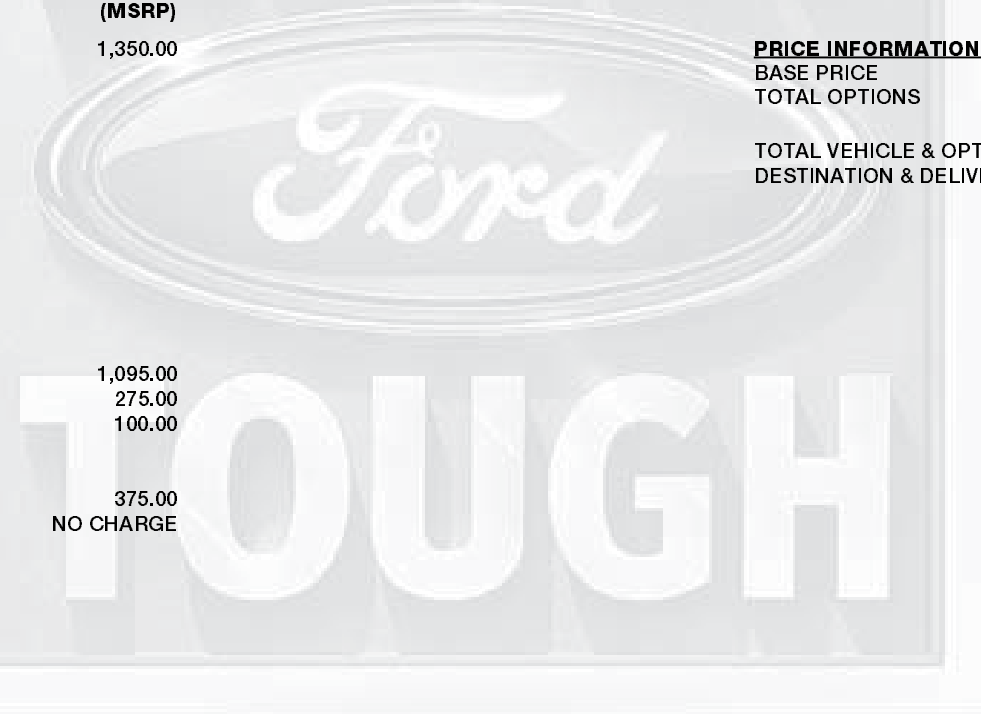 (MSRP)
1,350.00
PRICE INFORMATION
BASE PRICE
TOTAL OPTIONS
TOTAL VEHICLE & OPT
DESTINATION & DELIV
Ford
1,095.00
275.00
100.00
375.00
NO CHARGE
TOUGH